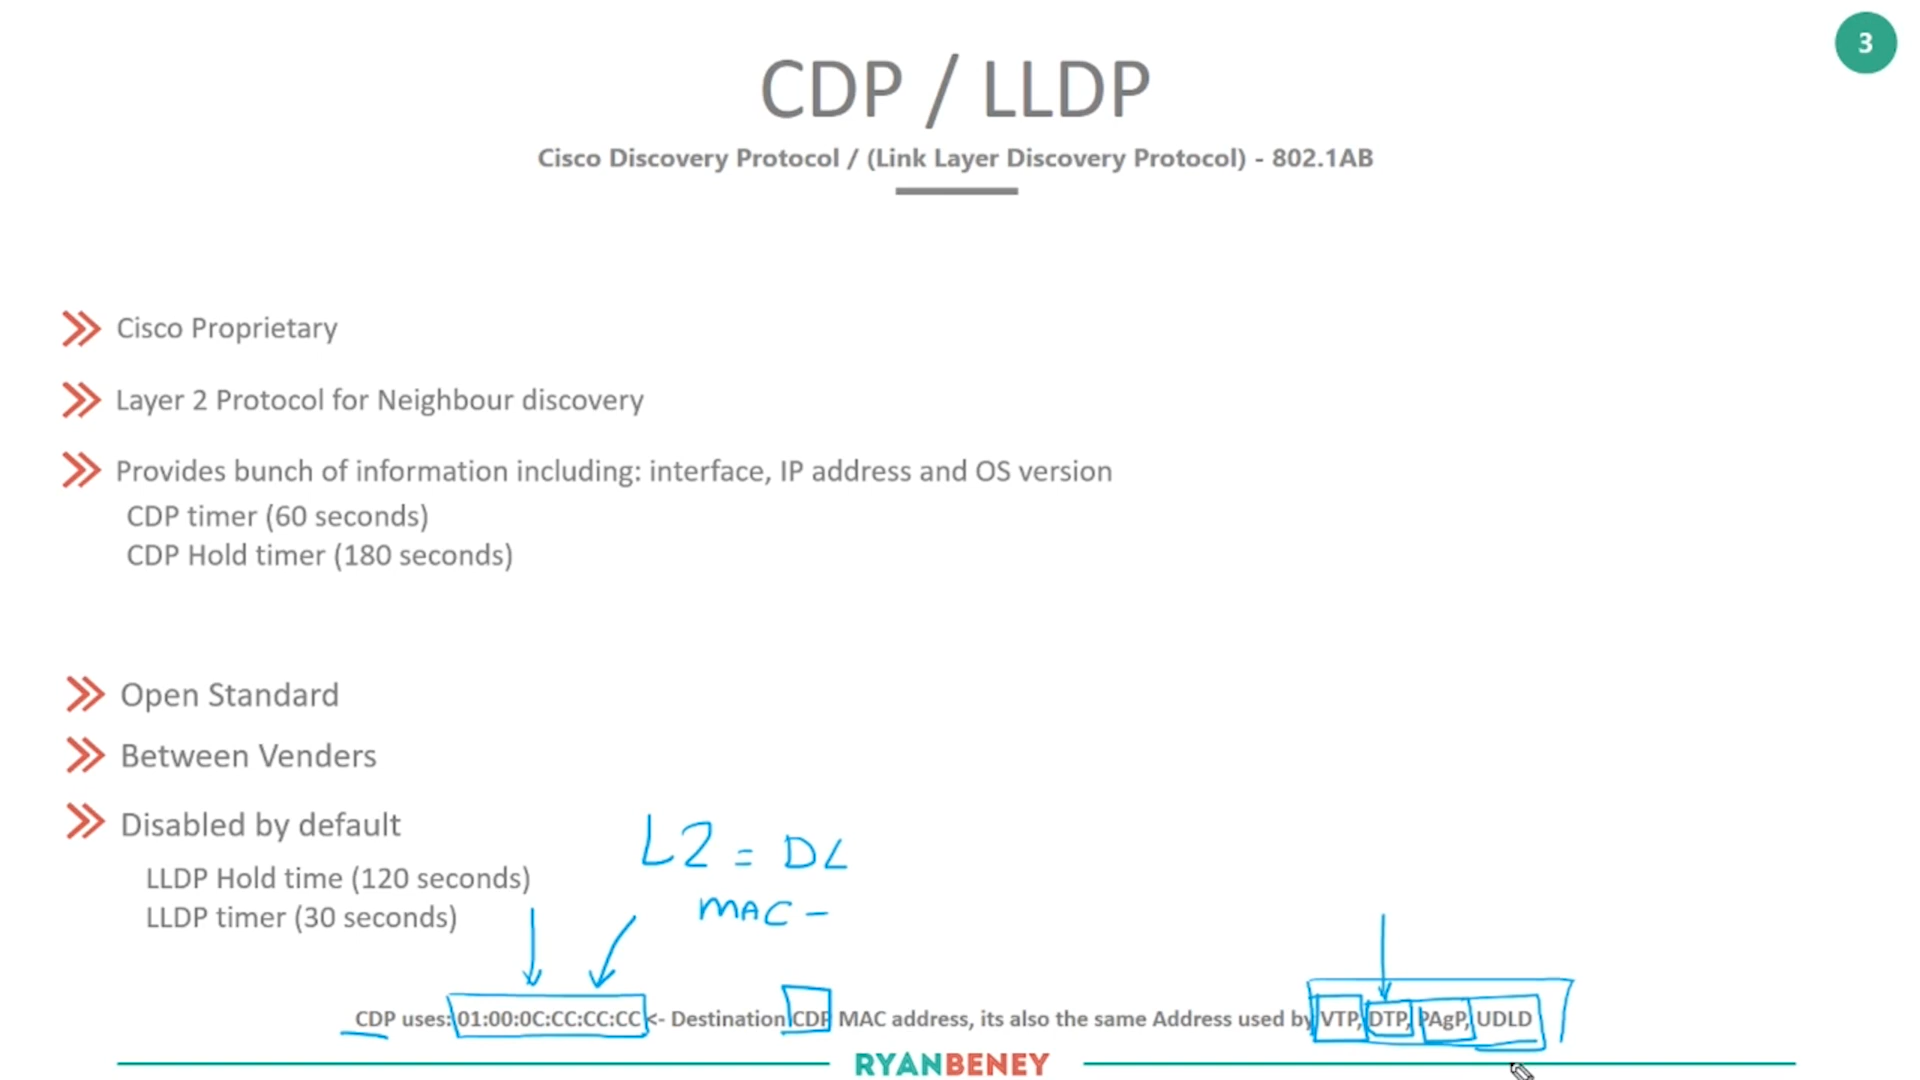 3
CDP / LLDP
Cisco Discovery Protocol / (Link Layer Discovery Protocol) - 802.1AB
Cisco Proprietary
Layer 2 Protocol for Neighbour discovery
Provides bunch of information including: interface, IP address and OS version
CDP timer (60 seconds)
CDP Hold timer (180 seconds)
Open Standard
Between Venders
Disabled by default
LLDP Hold time (120 seconds)
LLDP timer (30 seconds)
L2 = DL
MAC -
CDP uses: 01:00:0C:CC:CC:CC <- Destination CDP MAC address, its also the same Address used by VTP, DTP, PAgP, UDLD
RYANBENEY